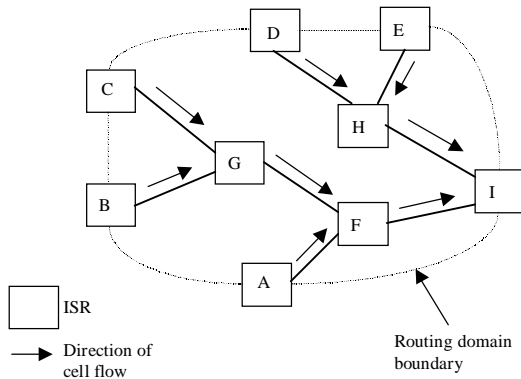 D
E
C
H
G
B
I
F
A
ISR
Direction of
cell flow
Routing domain
boundary